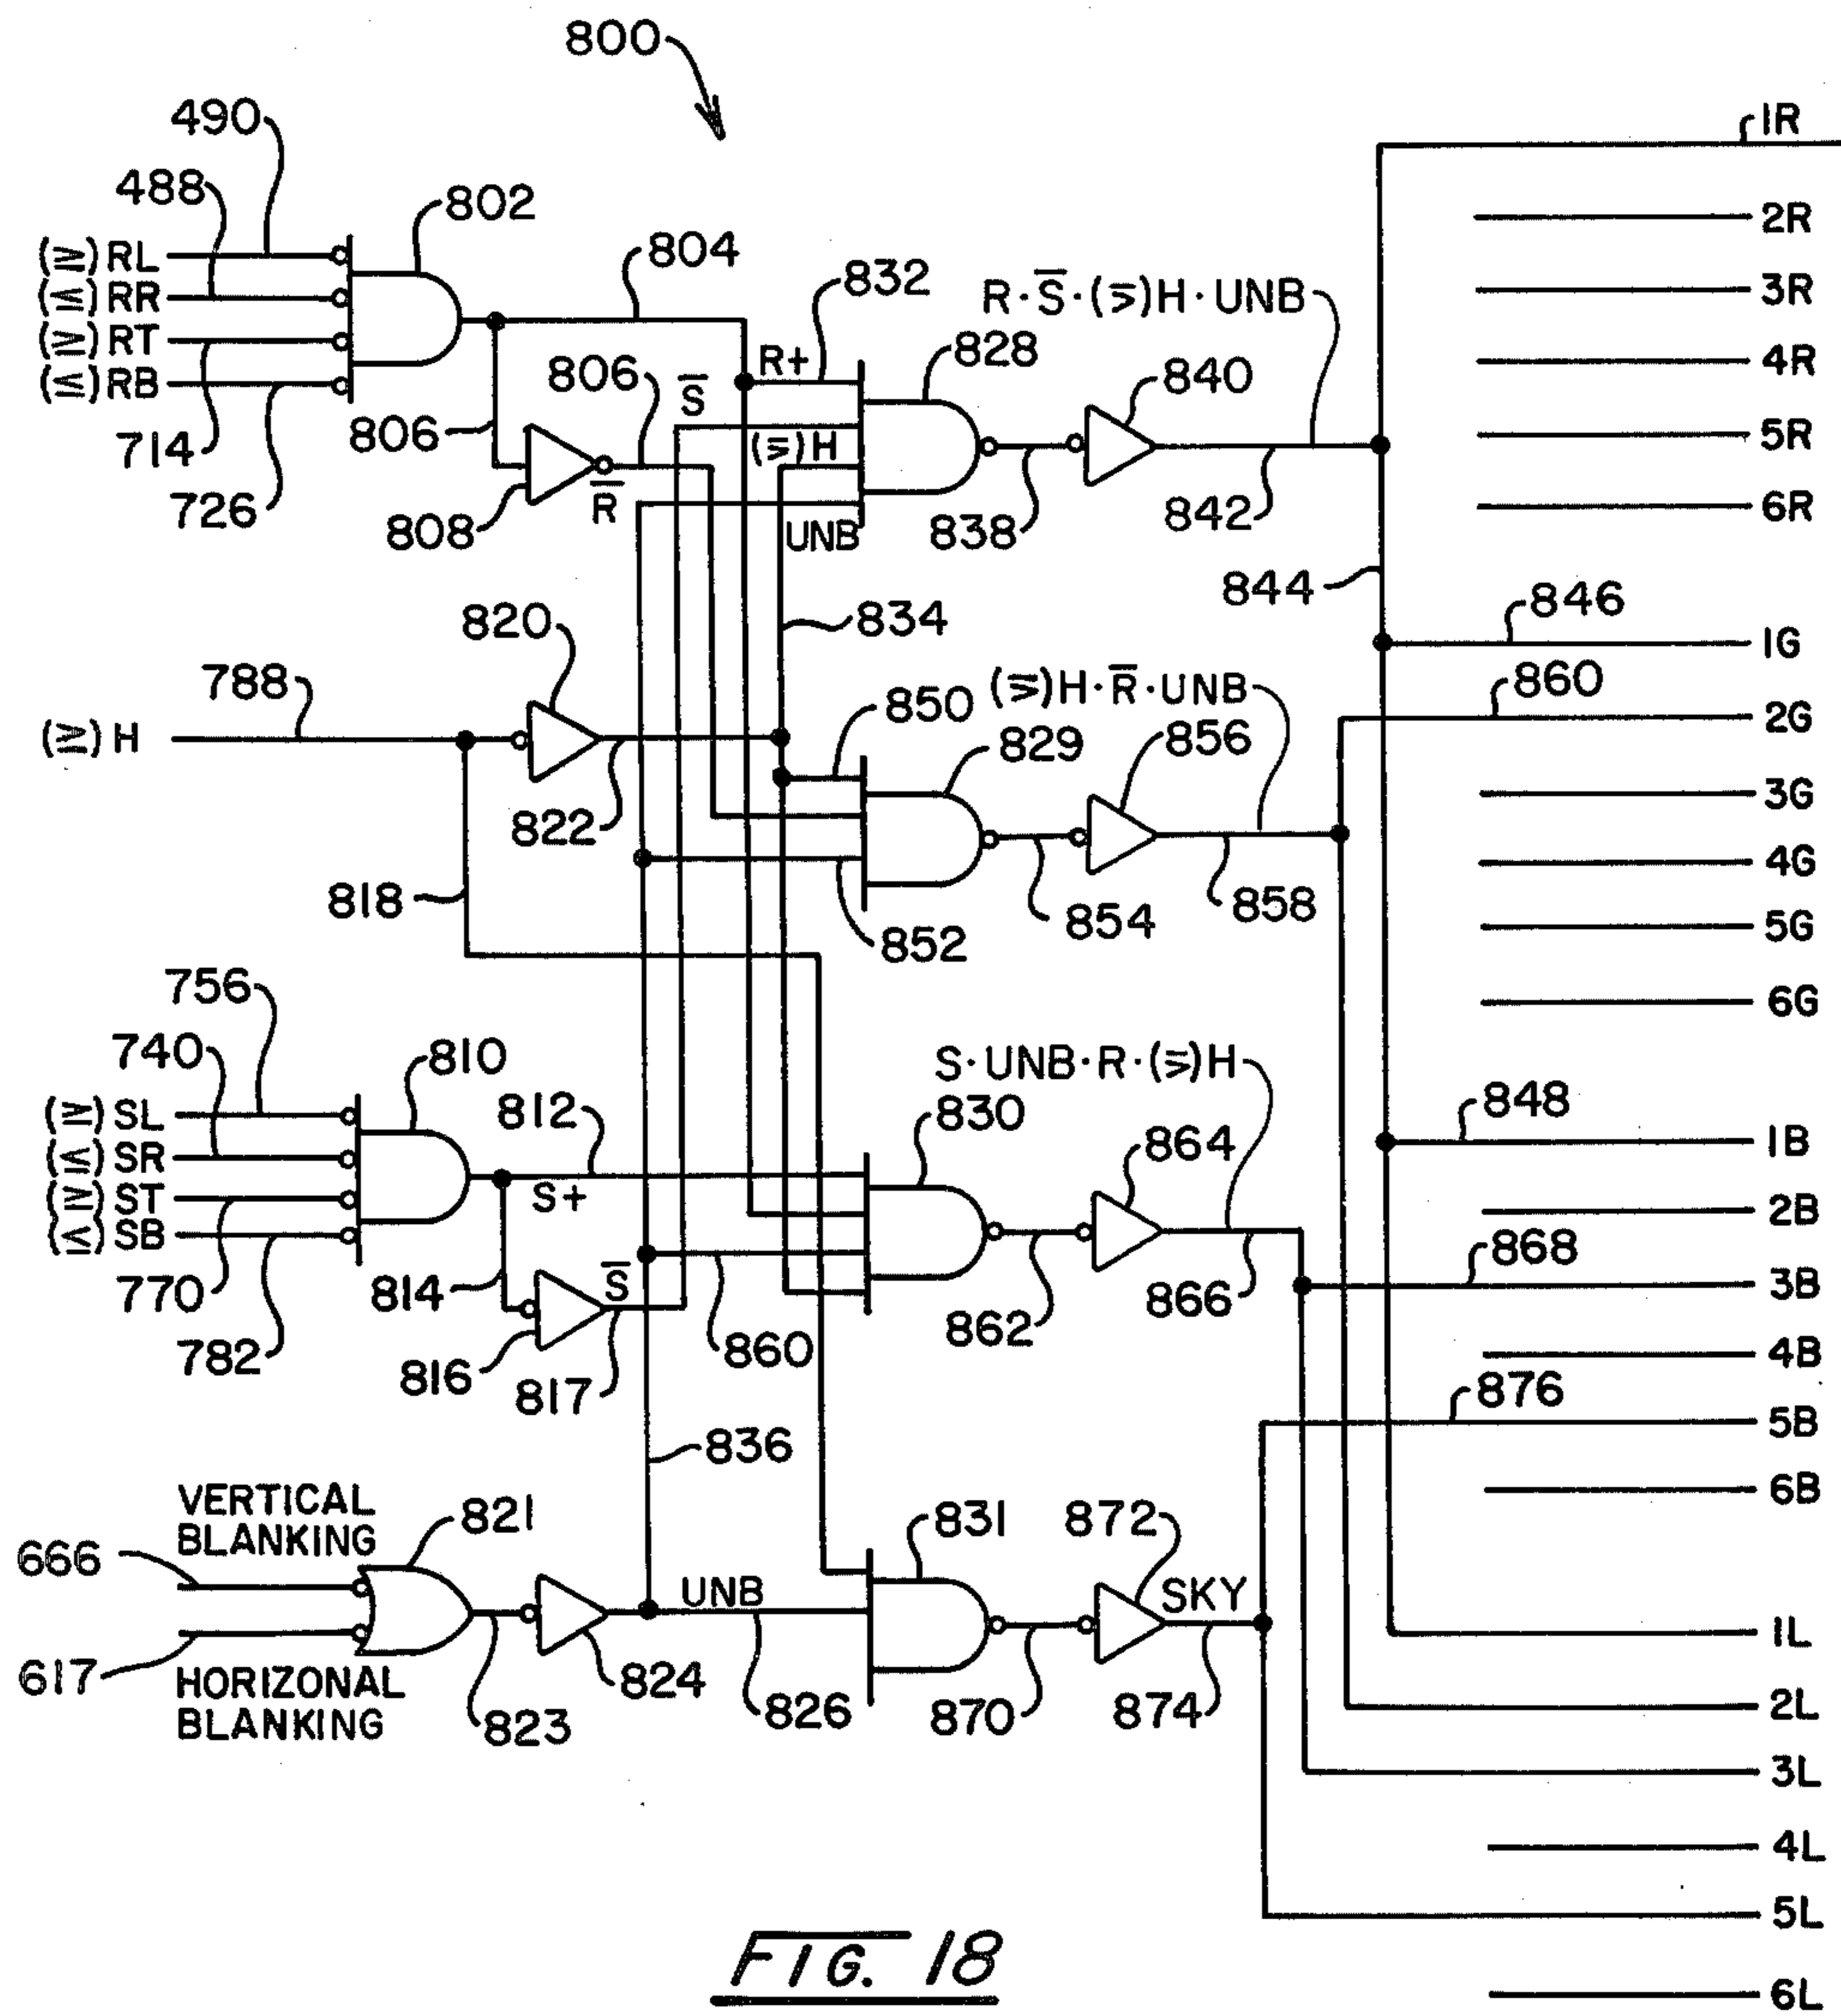 800
490
488
802
(≥) RL
(≤) RR
(≥) RT
(≤) RB
714
726
804
832
R·S̅·(⋝)H·UNB
828
R+
806
S̅
(⋝)H
UNB
806
808
R̅
840
838
842
844
1R
2R
3R
4R
5R
6R
820
834
788
(≥) H
822
818
850
(⋝)H·R̅·UNB
829
856
852
854
858
846
1G
860
2G
3G
4G
5G
6G
756
740
810
(≥) SL
(≤) SR
(≥) ST
(≤) SB
770
782
812
S+
814
S̅
816
817
S·UNB·R·(⋝)H
830
864
860
862
866
848
1B
2B
868
3B
4B
876
5B
6B
836
VERTICAL
BLANKING
821
666
617
HORIZONAL
BLANKING
823
824
UNB
826
831
872
SKY
870
874
1L
2L
3L
4L
5L
6L
FIG. 18